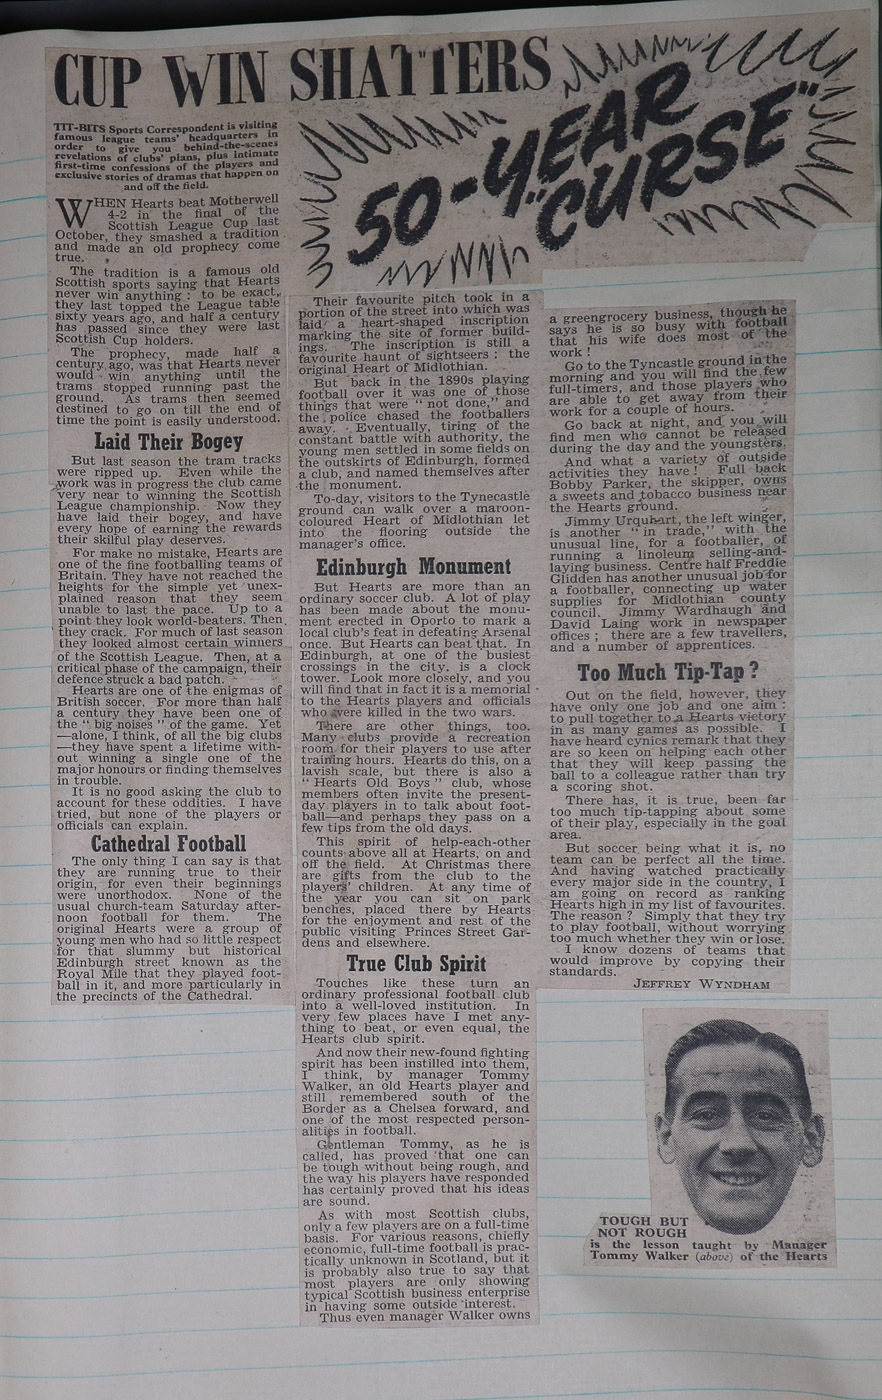 CUP WIN SHATTERS
50-YEAR
"CURSE"
TIT-BITS Sports Correspondent is visiting
famous league teams' headquarters in
order to give you behind-the-scenes
revelations of clubs' plans, plus intimate
first-time confessions of the players and
exclusive stories of dramas that happen on
and off the field.
WHEN Hearts beat Motherwell
4-2 in the final of the
Scottish League Cup last
October, they smashed a tradition
and made an old prophecy come
true.
The tradition is a famous old
Scottish sports saying that Hearts
never win anything : to be exact,
they last topped the League table
sixty years ago, and half a century
has passed since they were last
Scottish Cup holders.
The prophecy, made half a
century ago, was that Hearts never
would win anything until the
trams stopped running past the
ground. As trams then seemed
destined to go on till the end of
time the point is easily understood.
Laid Their Bogey
But last season the tram tracks
were ripped up. Even while the
work was in progress the club came
very near to winning the Scottish
League championship. Now they
have laid their bogey, and have
every hope of earning the rewards
their skilful play deserves.
For make no mistake, Hearts are
one of the fine footballing teams of
Britain. They have not reached the
heights for the simple yet unex-
plained reason that they seem
unable to last the pace. Up to a
point they look world-beaters. Then
they crack. For much of last season
they looked almost certain winners
of the Scottish League. Then, at a
critical phase of the campaign, their
defence struck a bad patch.
Hearts are one of the enigmas of
British soccer. For more than half
a century they have been one of
the " big noises " of the game. Yet
—alone, I think, of all the big clubs
—they have spent a lifetime with-
out winning a single one of the
major honours or finding themselves
in trouble.
It is no good asking the club to
account for these oddities. I have
tried, but none of the players or
officials can explain.
Cathedral Football
The only thing I can say is that
they are running true to their
origin, for even their beginnings
were unorthodox. None of the
usual church-team Saturday after-
noon football for them. The
original Hearts were a group of
young men who had so little respect
for that slummy but historical
Edinburgh street known as the
Royal Mile that they played foot-
ball in it, and more particularly in
the precincts of the Cathedral.
Their favourite pitch took in a
portion of the street into which was
laid a heart-shaped inscription
marking the site of former build-
ings. The inscription is still a
favourite haunt of sightseers : the
original Heart of Midlothian.
But back in the 1890s playing
football over it was one of those
things that were " not done," and
the police chased the footballers
away. Eventually, tiring of the
constant battle with authority, the
young men settled in some fields on
the outskirts of Edinburgh, formed
a club, and named themselves after
the monument.
To-day, visitors to the Tynecastle
ground can walk over a maroon-
coloured Heart of Midlothian let
into the flooring outside the
manager's office.
Edinburgh Monument
But Hearts are more than an
ordinary soccer club. A lot of play
has been made about the monu-
ment erected in Oporto to mark a
local club's feat in defeating Arsenal
once. But Hearts can beat that. In
Edinburgh, at one of the busiest
crossings in the city, is a clock
tower. Look more closely, and you
will find that in fact it is a memorial
to the Hearts players and officials
who were killed in the two wars.
There are other things, too.
Many clubs provide a recreation
room for their players to use after
training hours. Hearts do this, on a
lavish scale, but there is also a
" Hearts Old Boys " club, whose
members often invite the present-
day players in to talk about foot-
ball—and perhaps they pass on a
few tips from the old days.
This spirit of help-each-other
counts above all at Hearts, on and
off the field. At Christmas there
are gifts from the club to the
players' children. At any time of
the year you can sit on park
benches, placed there by Hearts
for the enjoyment and rest of the
public visiting Princes Street Gar-
dens and elsewhere.
True Club Spirit
Touches like these turn an
ordinary professional football club
into a well-loved institution. In
very few places have I met any-
thing to beat, or even equal, the
Hearts club spirit.
And now their new-found fighting
spirit has been instilled into them,
I think, by manager Tommy
Walker, an old Hearts player and
still remembered south of the
Border as a Chelsea forward, and
one of the most respected person-
alities in football.
Gentleman Tommy, as he is
called, has proved that one can
be tough without being rough, and
the way his players have responded
has certainly proved that his ideas
are sound.
As with most Scottish clubs,
only a few players are on a full-time
basis. For various reasons, chiefly
economic, full-time football is prac-
tically unknown in Scotland, but it
is probably also true to say that
most players are only showing
typical Scottish business enterprise
in having some outside interest.
Thus even manager Walker owns
a greengrocery business, though he
says he is so busy with football
that his wife does most of the
work !
Go to the Tyncastle ground in the
morning and you will find the few
full-timers, and those players who
are able to get away from their
work for a couple of hours.
Go back at night, and you will
find men who cannot be released
during the day and the youngsters.
And what a variety of outside
activities they have! Full back
Bobby Parker, the skipper, owns
a sweets and tobacco business near
the Hearts ground.
Jimmy Urquhart, the left winger,
is another " in trade," with the
unusual line, for a footballer, of
running a linoleum selling-and-
laying business. Centre half Freddie
Glidden has another unusual job for
a footballer, connecting up water
supplies for Midlothian county
council. Jimmy Wardhaugh and
David Laing work in newspaper
offices ; there are a few travellers,
and a number of apprentices.
Too Much Tip-Tap ?
Out on the field, however, they
have only one job and one aim :
to pull together to a Hearts victory
in as many games as possible. I
have heard cynics remark that they
are so keen on helping each other
that they will keep passing the
ball to a colleague rather than try
a scoring shot.
There has, it is true, been far
too much tip-tapping about some
of their play, especially in the goal
area.
But soccer being what it is, no
team can be perfect all the time.
And having watched practically
every major side in the country, I
am going on record as ranking
Hearts high in my list of favourites.
The reason ? Simply that they try
to play football, without worrying
too much whether they win or lose.
I know dozens of teams that
would improve by copying their
standards.
JEFFREY WYNDHAM
TOUGH BUT
NOT ROUGH
is the lesson taught by Manager
Tommy Walker (above) of the Hearts